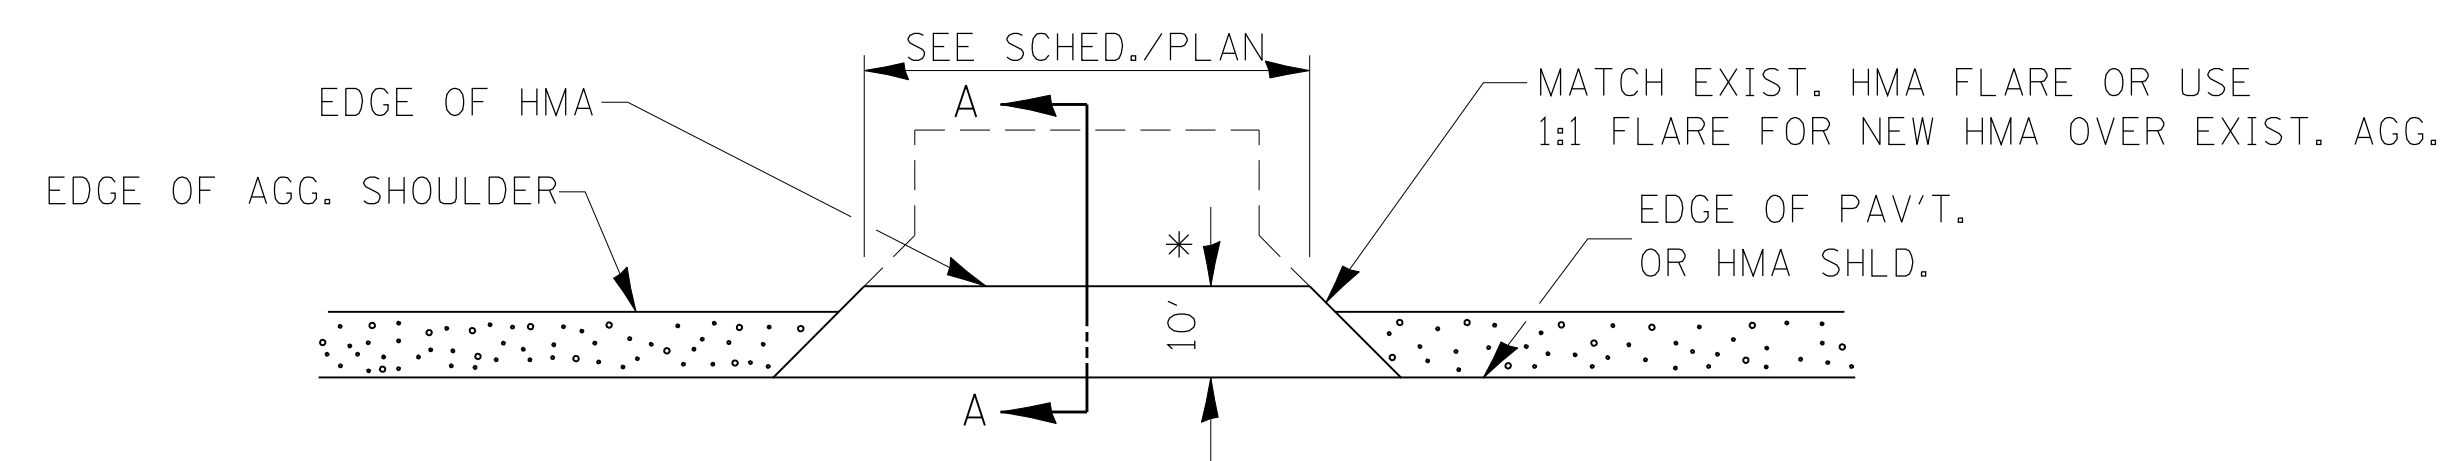 SEE SCHED./PLAN
MATCH EXIST. HMA FLARE OR USE
1:1 FLARE FOR NEW HMA OVER EXIST. AGG.
EDGE OF HMA
A
EDGE OF AGG. SHOULDER
EDGE OF PAV'T.
OR HMA SHLD.
*
10'
A